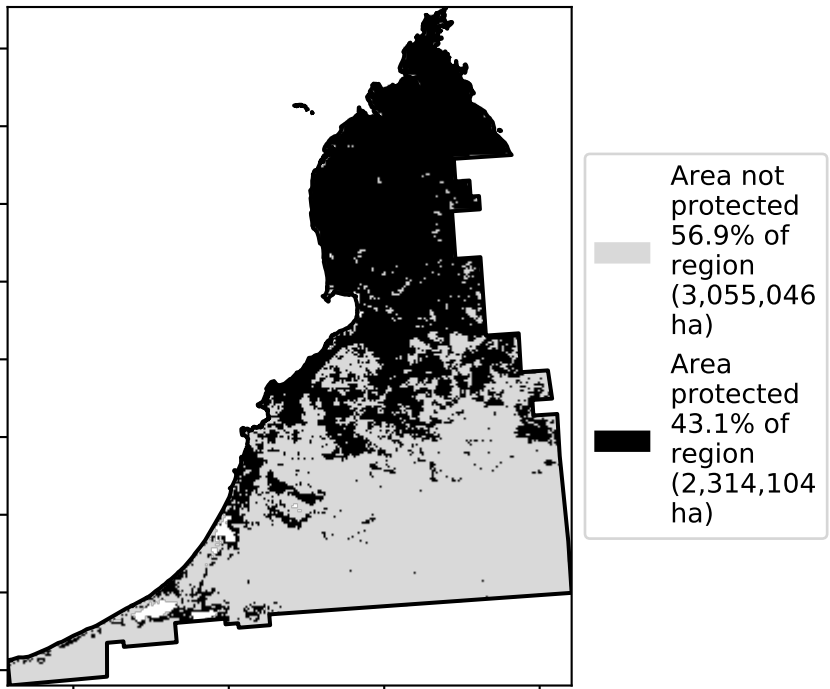 Area not
protected
56.9% of
region
(3,055,046
ha)
Area
protected
43.1% of
region
(2,314,104
ha)